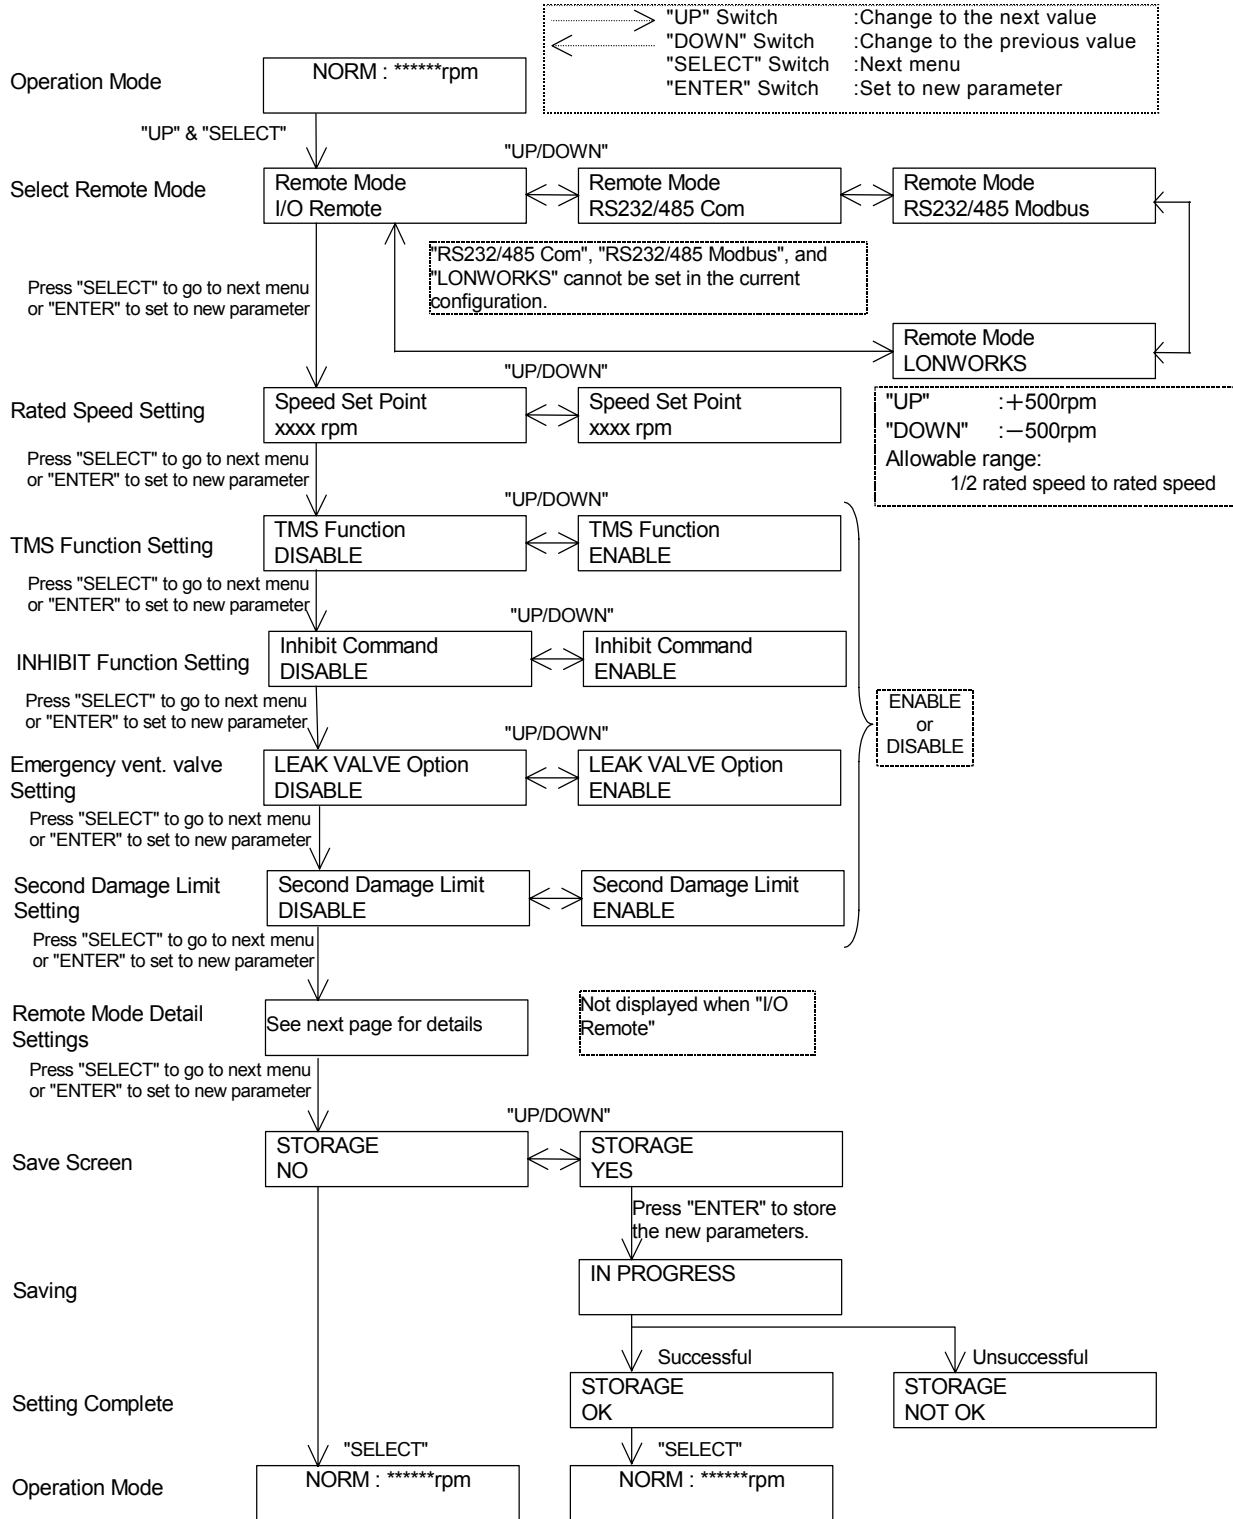 "UP" Switch :Change to the next value
"DOWN" Switch :Change to the previous value
"SELECT" Switch :Next menu
"ENTER" Switch :Set to new parameter
Operation Mode
NORM : ******rpm
"UP" & "SELECT"
"UP/DOWN"
Select Remote Mode
Remote Mode
I/O Remote
Remote Mode
RS232/485 Com
Remote Mode
RS232/485 Modbus
"RS232/485 Com", "RS232/485 Modbus", and
"LONWORKS" cannot be set in the current
configuration.
Press "SELECT" to go to next menu
or "ENTER" to set to new parameter
Remote Mode
LONWORKS
"UP/DOWN"
Rated Speed Setting
Speed Set Point
xxxx rpm
Speed Set Point
xxxx rpm
"UP" :+500rpm
"DOWN" :-500rpm
Allowable range:
1/2 rated speed to rated speed
Press "SELECT" to go to next menu
or "ENTER" to set to new parameter
"UP/DOWN"
TMS Function Setting
TMS Function
DISABLE
TMS Function
ENABLE
Press "SELECT" to go to next menu
or "ENTER" to set to new parameter
"UP/DOWN"
INHIBIT Function Setting
Inhibit Command
DISABLE
Inhibit Command
ENABLE
ENABLE
or
DISABLE
Press "SELECT" to go to next menu
or "ENTER" to set to new parameter
"UP/DOWN"
Emergency vent. valve
Setting
LEAK VALVE Option
DISABLE
LEAK VALVE Option
ENABLE
Press "SELECT" to go to next menu
or "ENTER" to set to new parameter
Second Damage Limit
Setting
Second Damage Limit
DISABLE
Second Damage Limit
ENABLE
Press "SELECT" to go to next menu
or "ENTER" to set to new parameter
Remote Mode Detail
Settings
See next page for details
Not displayed when "I/O
Remote"
Press "SELECT" to go to next menu
or "ENTER" to set to new parameter
"UP/DOWN"
Save Screen
STORAGE
NO
STORAGE
YES
Press "ENTER" to store
the new parameters.
Saving
IN PROGRESS
Successful
Unsuccessful
Setting Complete
STORAGE
OK
STORAGE
NOT OK
"SELECT"
"SELECT"
Operation Mode
NORM : ******rpm
NORM : ******rpm